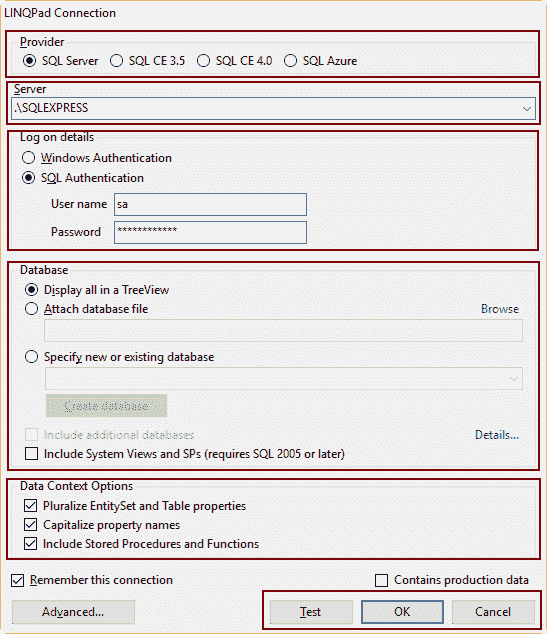 LINQPad Connection
Provider
SQL Server SQL CE 3.5 SQL CE 4.0 SQL Azure
Server
.\SQLEXPRESS
Log on details
Windows Authentication
SQL Authentication
User name sa
Password ************
Database
Display all in a TreeView
Attach database file Browse
Specify new or existing database
Create database
Include additional databases Details...
Include System Views and SPs (requires SQL 2005 or later)
Data Context Options
Pluralize EntitySet and Table properties
Capitalize property names
Include Stored Procedures and Functions
Remember this connection Contains production data
Advanced... Test OK Cancel